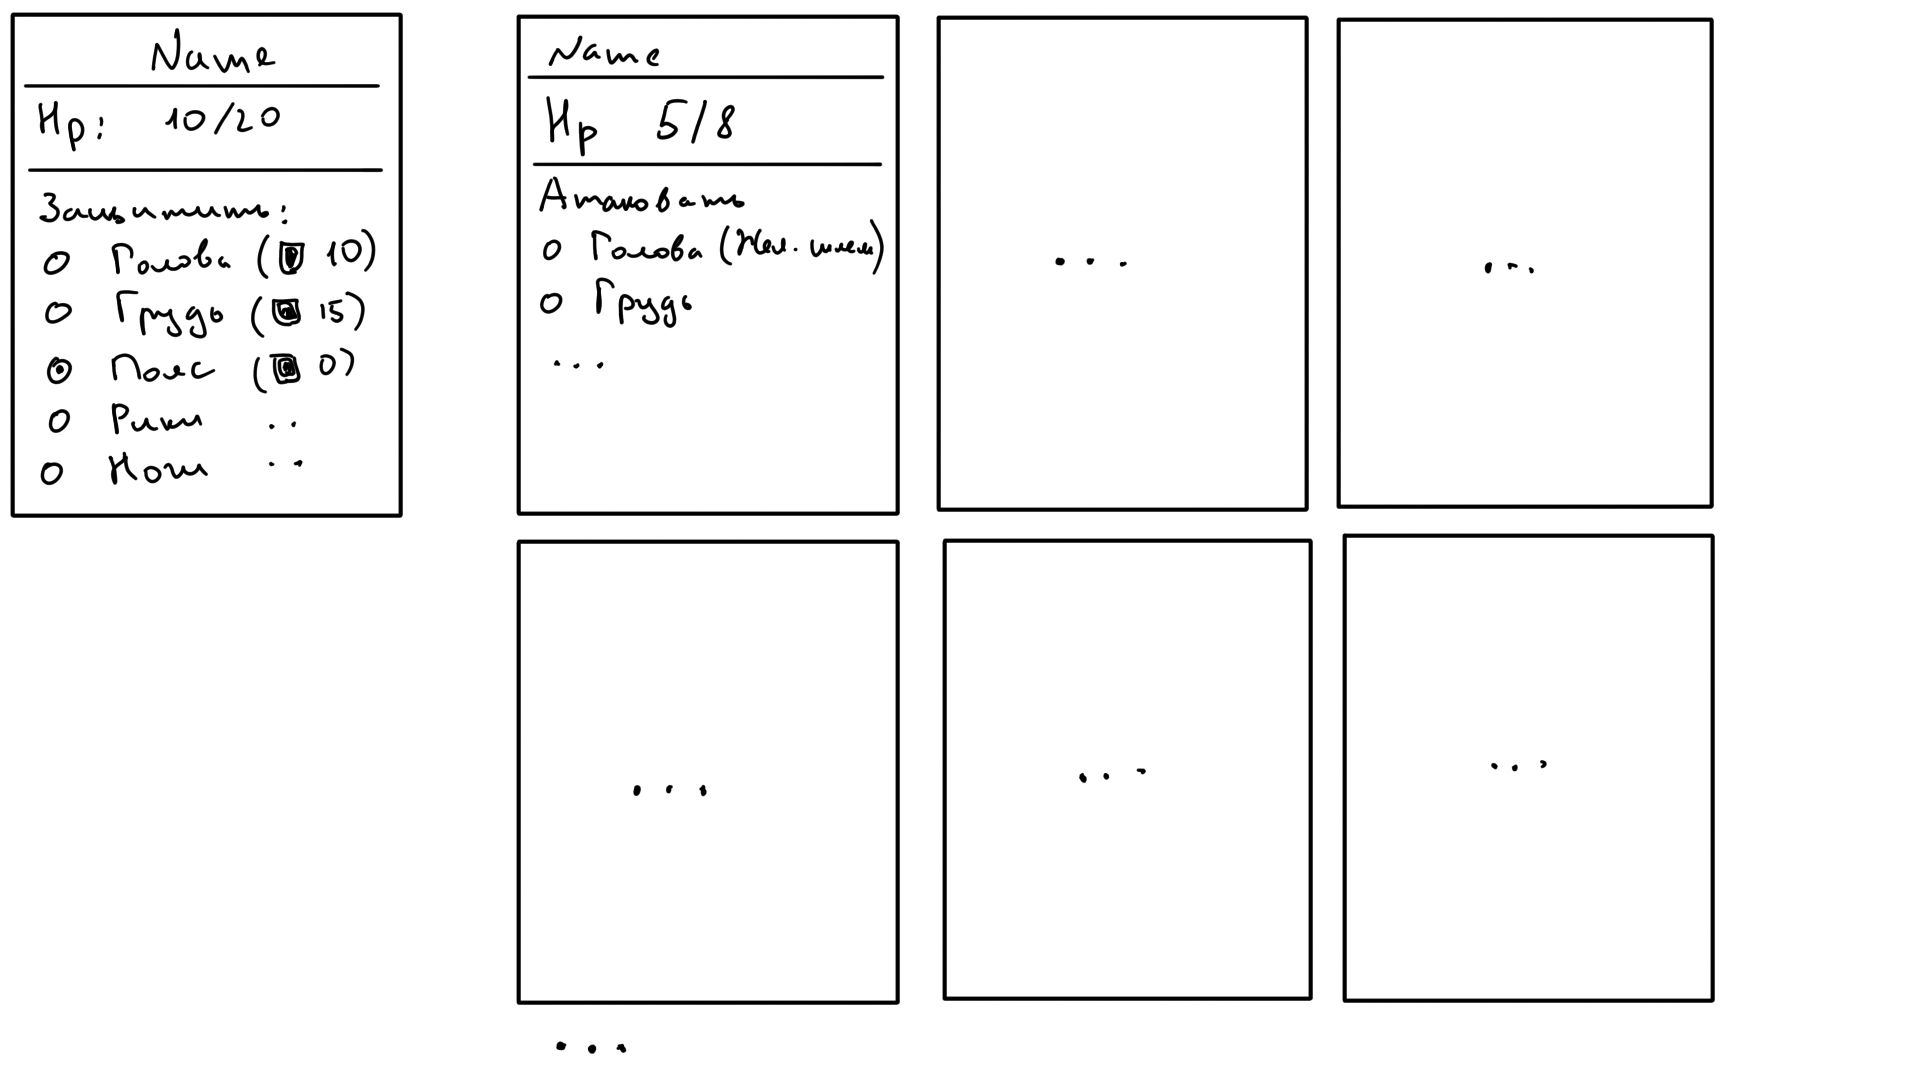 Name
Hp: 10/20
Защитить:
Голова (10)
Грудь (15)
Пояс (0)
Руки ..
Ноги ..
Name
Hp 5/8
Атаковать
Голова (Жел. шлем)
Грудь
...
...
...
...
...
...
...